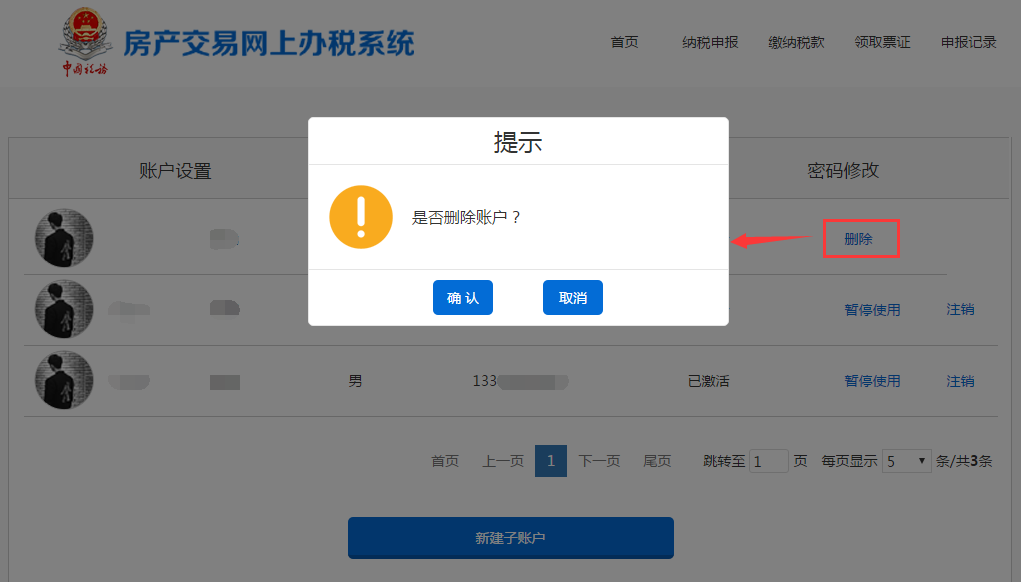 中国税务
房产交易网上办税系统
首页 纳税申报 缴纳税款 领取票证 申报记录
账户设置 密码修改
提示
是否删除账户？
确 认 取消
删除
暂停使用 注销
男 133 已激活 暂停使用 注销
首页 上一页 1 下一页 尾页 跳转至 1 页 每页显示 5 条/共3条
新建子账户